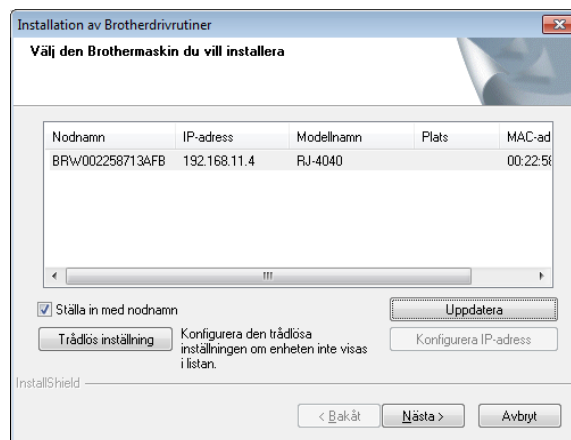 Installation av Brotherdrivrutiner
Välj den Brothermaskin du vill installera
Nodnamn IP-adress Modellnamn Plats MAC-ad
BRW002258713AFB 192.168.11.4 RJ-4040 00:22:58
Ställa in med nodnamn
Uppdatera
Trådlös inställning
Konfigurera den trådlösa
inställningen om enheten inte visas
i listan.
Konfigurera IP-adress
InstallShield
< Bakåt
Nästa >
Avbryt